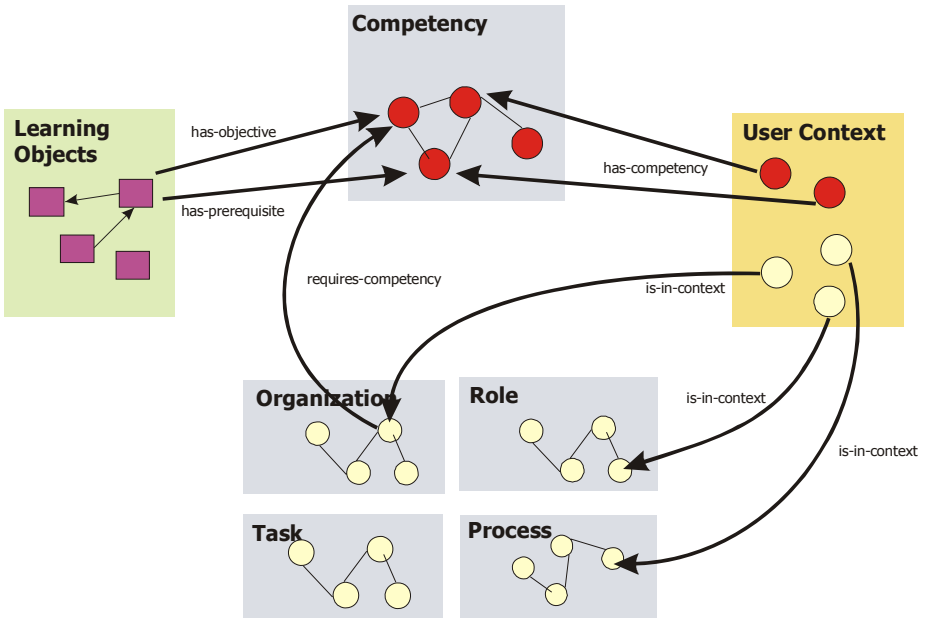 Competency
Learning
Objects
User Context
has-objective
has-competency
has-prerequisite
requires-competency
is-in-context
Organization
Role
is-in-context
is-in-context
Task
Process